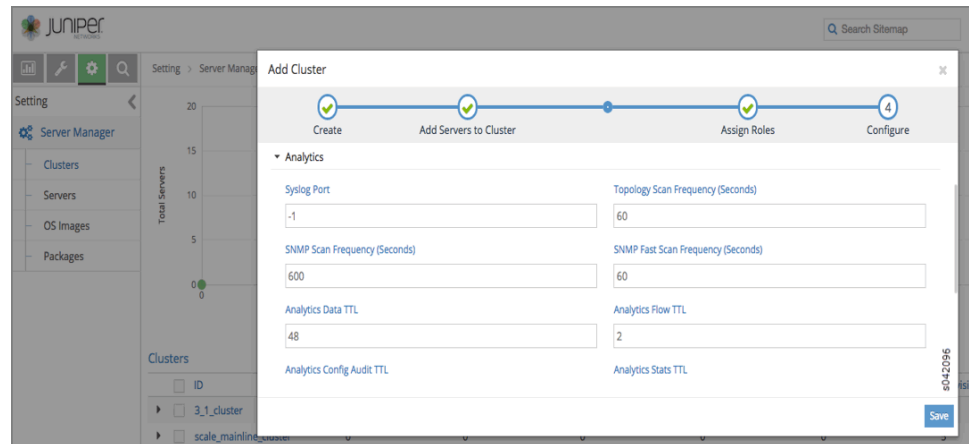 JUNIPER
NETWORKS
Search Sitemap
Setting > Server Manage
Setting
Server Manager
Clusters
Servers
OS Images
Packages
20
15
10
5
0
0
Total Servers
Add Cluster
4
Create
Add Servers to Cluster
Assign Roles
Configure
Analytics
Syslog Port
Topology Scan Frequency (Seconds)
-1
60
SNMP Scan Frequency (Seconds)
SNMP Fast Scan Frequency (Seconds)
600
60
Analytics Data TTL
Analytics Flow TTL
48
2
Analytics Config Audit TTL
Analytics Stats TTL
s042096
Save
Clusters
ID
3_1_cluster
scale_mainline_cluster